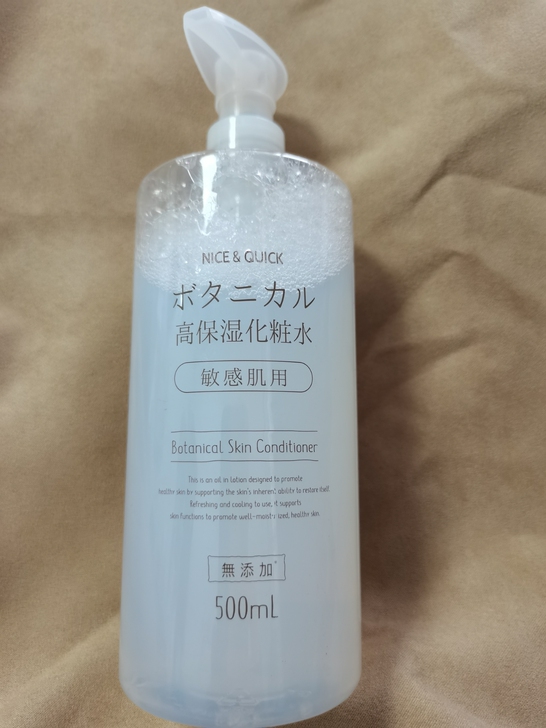 NICE & QUICK
ボタニカル
高保湿化粧水
敏感肌用
Botanical Skin Conditioner
This is an oil in lotion designed to promote
healthy skin by supporting the skin's inherent ability to restore itself.
Refreshing and cooling to use, it supports
skin functions to promote well-moisturized, healthy skin.
無添加*
500mL